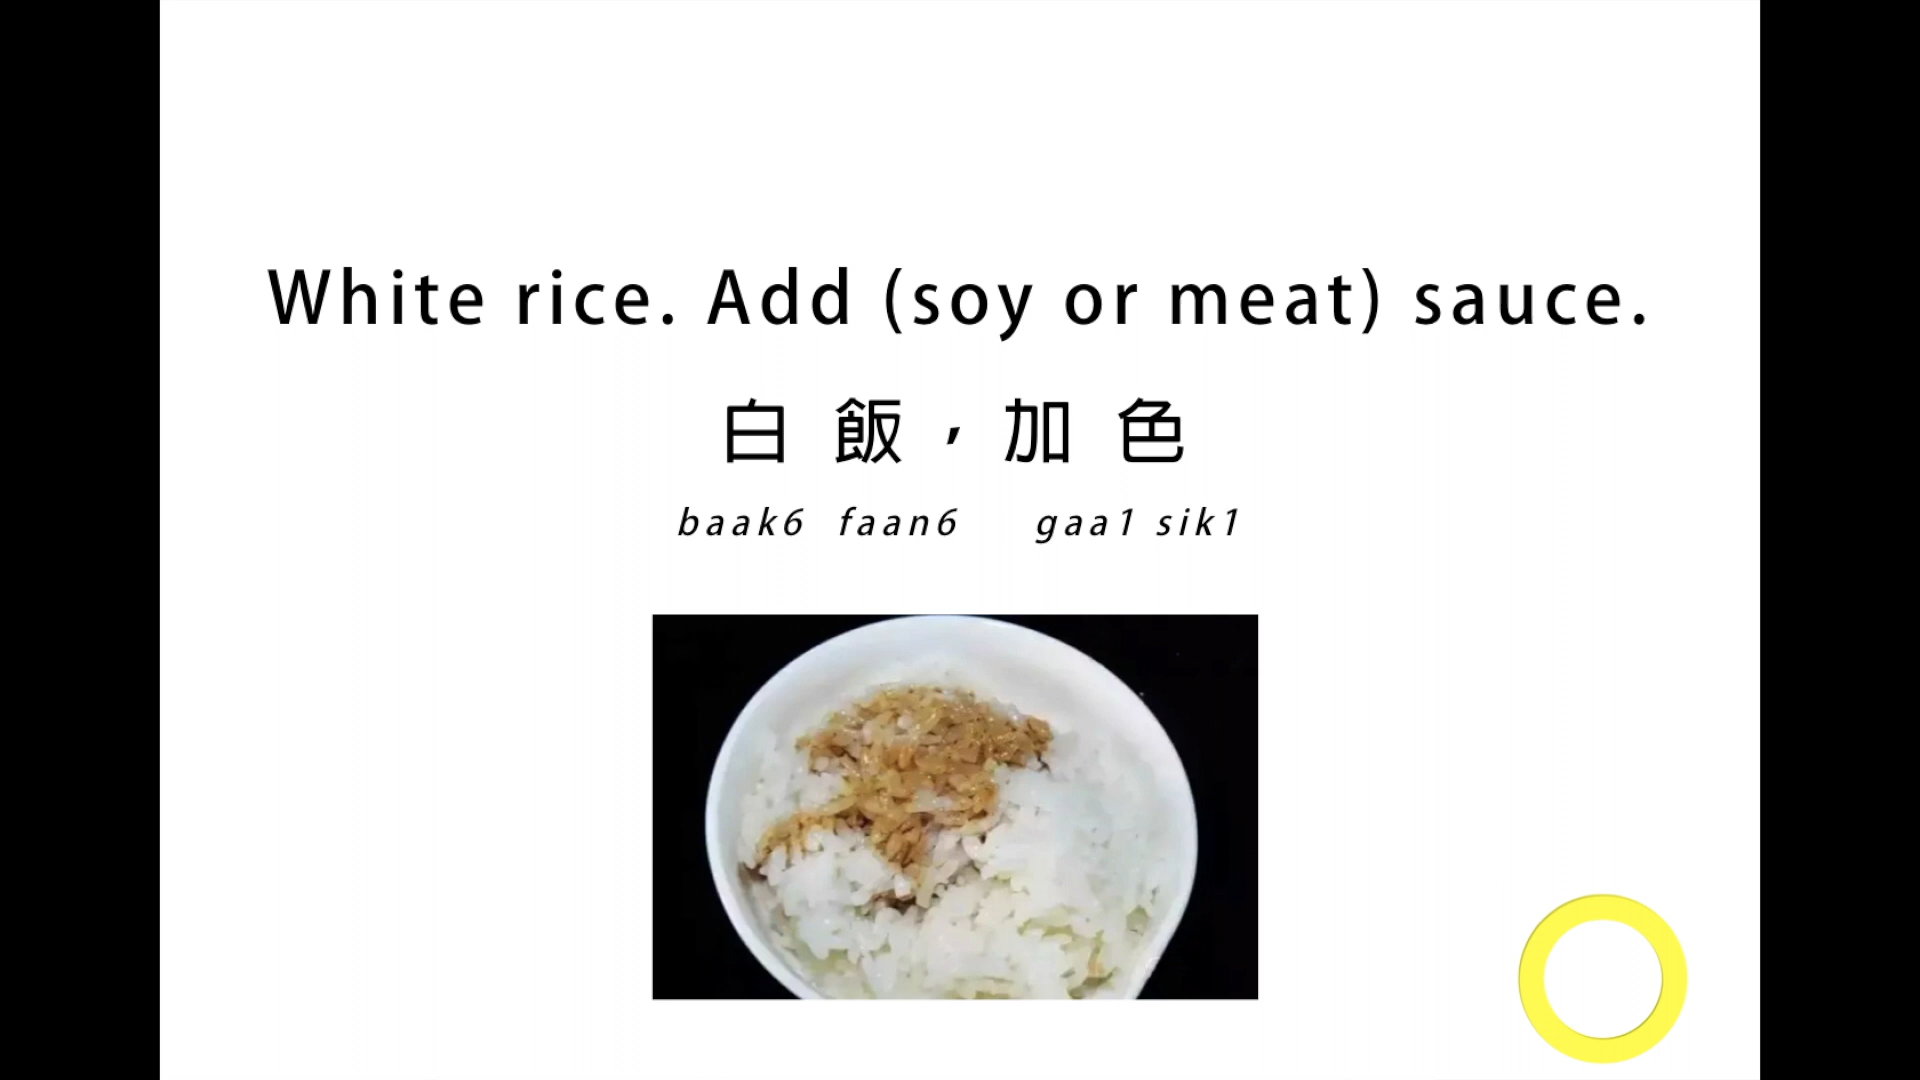 White rice. Add (soy or meat) sauce.
白飯，加色
baak6 faan6 gaa1 sik1